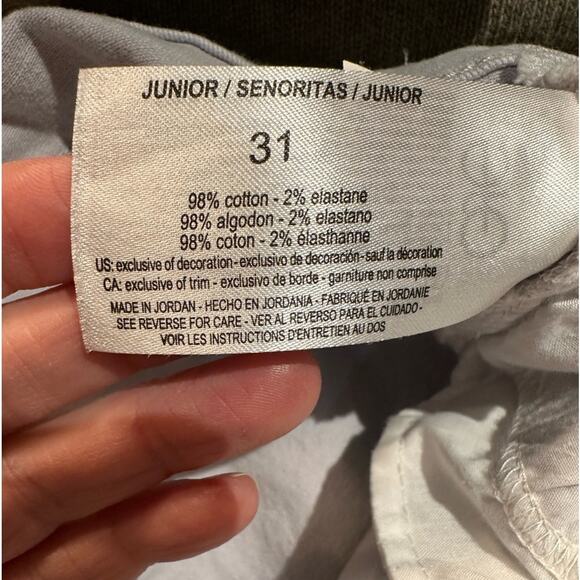 JUNIOR / SENORITAS / JUNIOR
31
98% cotton - 2% elastane
98% algodon - 2% elastano
98% coton - 2% élasthanne
US: exclusive of decoration - exclusivo de decoración - sauf la décoration
CA: exclusive of trim - exclusivo de borde - garniture non comprise
MADE IN JORDAN - HECHO EN JORDANIA - FABRIQUÉ EN JORDANIE
SEE REVERSE FOR CARE - VER AL REVERSO PARA EL CUIDADO -
VOIR LES INSTRUCTIONS D'ENTRETIEN AU DOS